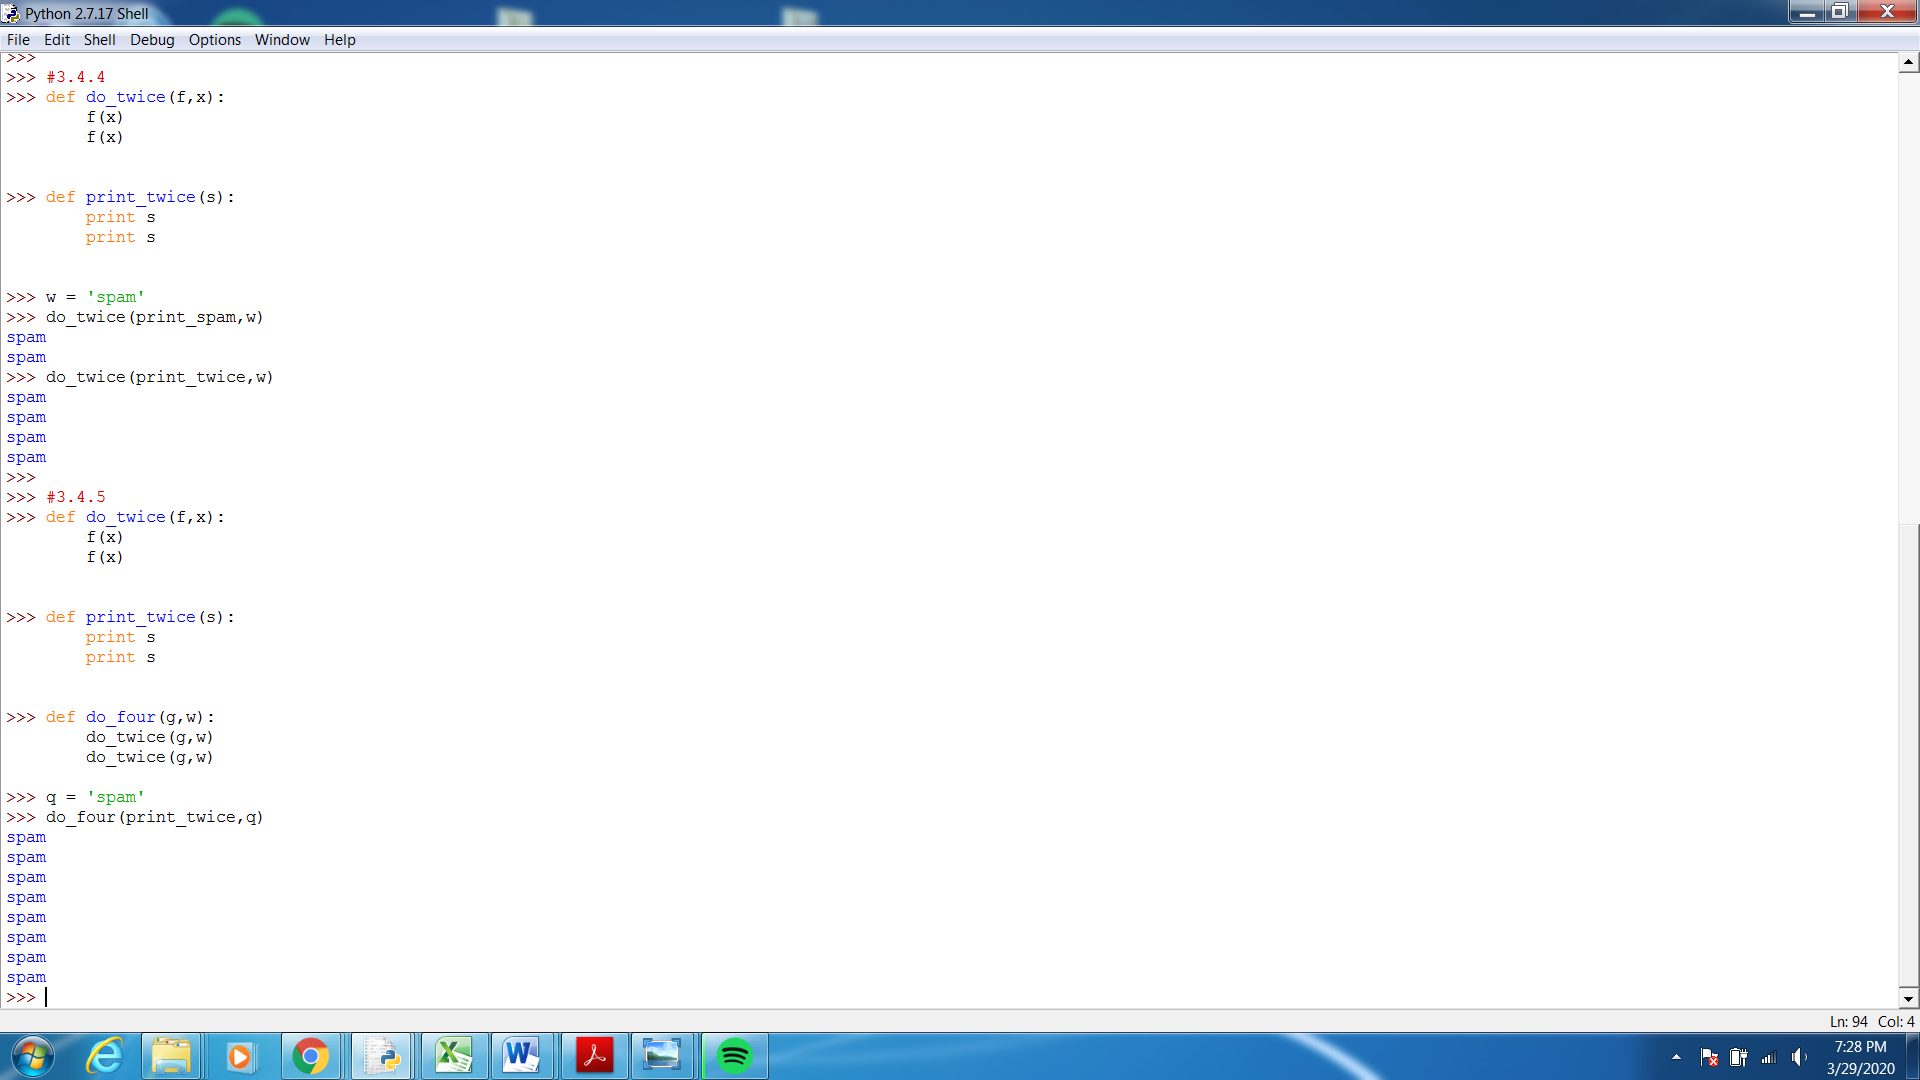 Python 2.7.17 Shell
File Edit Shell Debug Options Window Help
>>>
>>> #3.4.4
>>> def do_twice(f,x):
        f(x)
        f(x)
>>> def print_twice(s):
        print s
        print s
>>> w = 'spam'
>>> do_twice(print_spam,w)
spam
spam
>>> do_twice(print_twice,w)
spam
spam
spam
spam
>>>
>>> #3.4.5
>>> def do_twice(f,x):
        f(x)
        f(x)
>>> def print_twice(s):
        print s
        print s
>>> def do_four(g,w):
        do_twice(g,w)
        do_twice(g,w)
>>> q = 'spam'
>>> do_four(print_twice,q)
spam
spam
spam
spam
spam
spam
spam
spam
>>>
Ln: 94 Col: 4
7:28 PM
3/29/2020